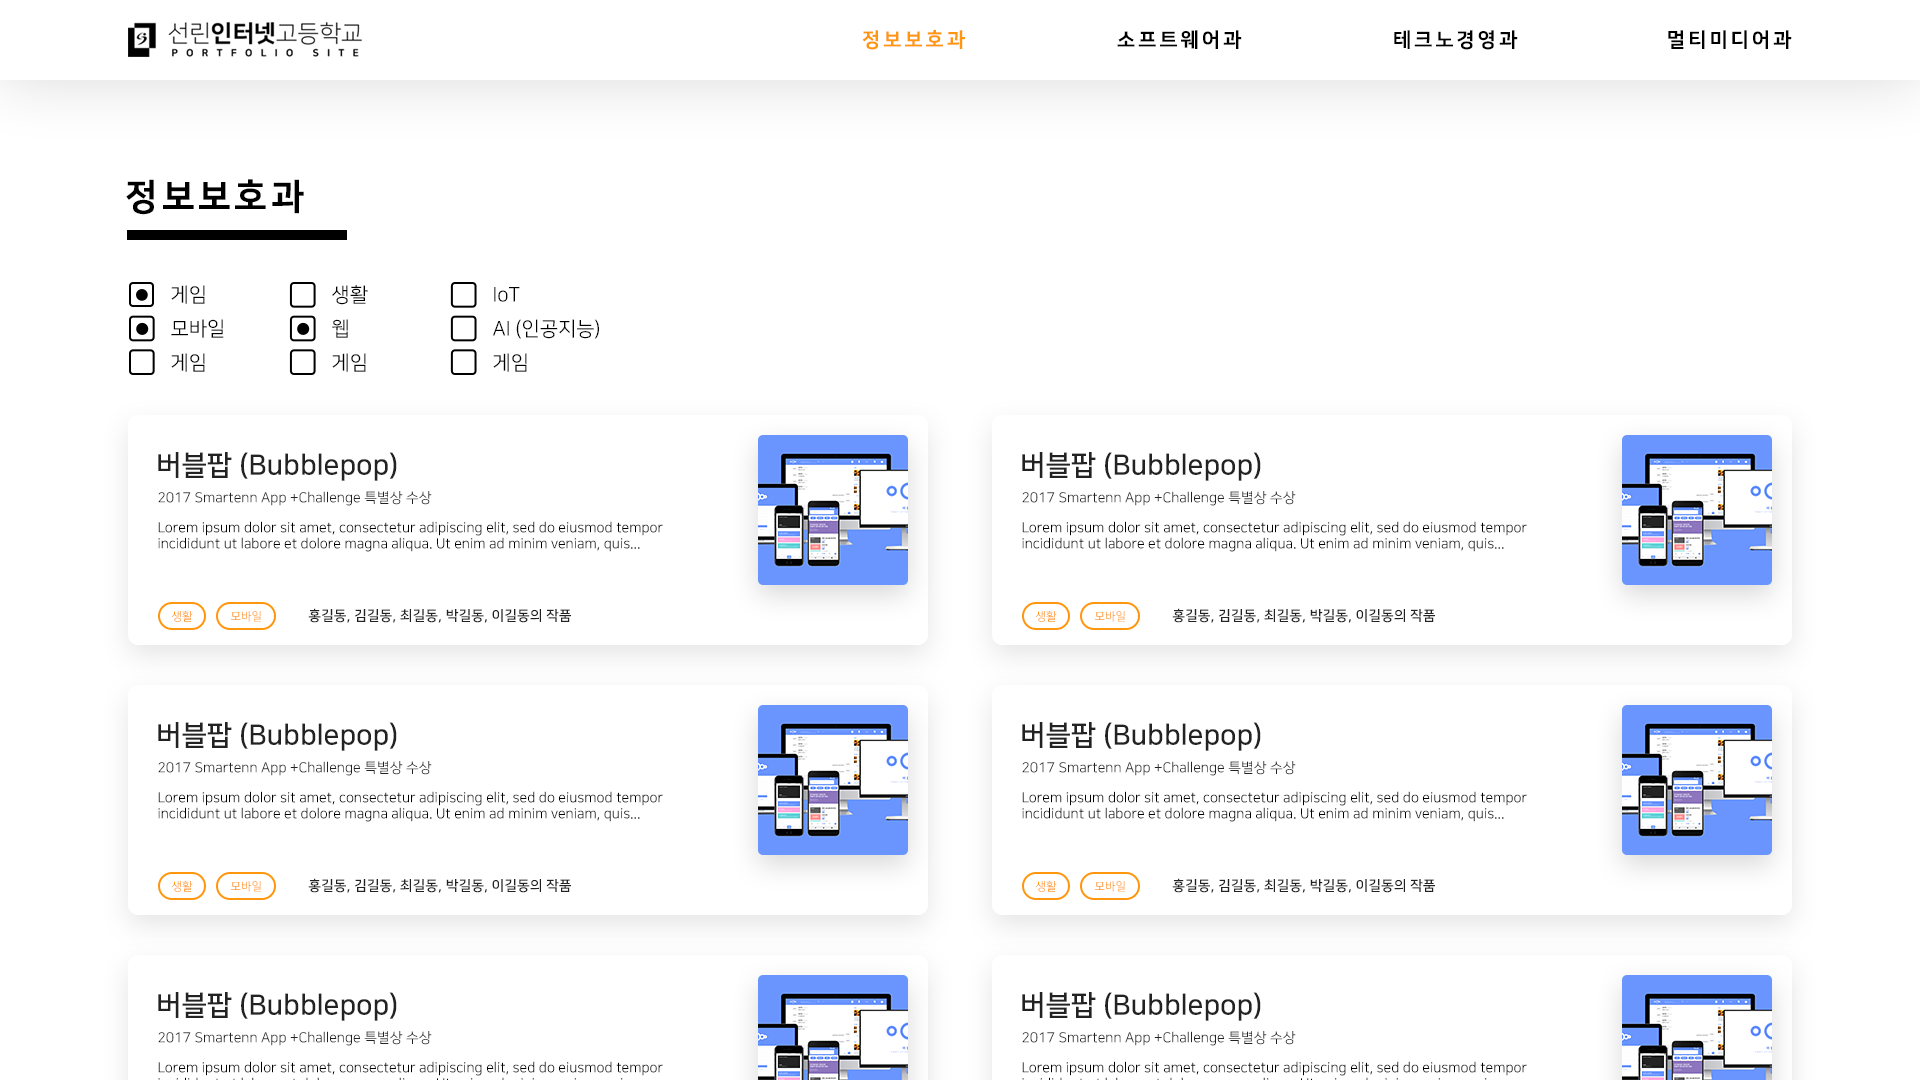 선린인터넷고등학교
PORTFOLIO SITE
정보보호과
소프트웨어과
테크노경영과
멀티미디어과
정보보호과
게임
생활
IoT
모바일
웹
AI (인공지능)
게임
게임
게임
버블팝 (Bubblepop)
2017 Smartenn App +Challenge 특별상 수상
Lorem ipsum dolor sit amet, consectetur adipiscing elit, sed do eiusmod tempor
incididunt ut labore et dolore magna aliqua. Ut enim ad minim veniam, quis...
생활
모바일
홍길동, 김길동, 최길동, 박길동, 이길동의 작품
버블팝 (Bubblepop)
2017 Smartenn App +Challenge 특별상 수상
Lorem ipsum dolor sit amet, consectetur adipiscing elit, sed do eiusmod tempor
incididunt ut labore et dolore magna aliqua. Ut enim ad minim veniam, quis...
생활
모바일
홍길동, 김길동, 최길동, 박길동, 이길동의 작품
버블팝 (Bubblepop)
2017 Smartenn App +Challenge 특별상 수상
Lorem ipsum dolor sit amet, consectetur adipiscing elit, sed do eiusmod tempor
incididunt ut labore et dolore magna aliqua. Ut enim ad minim veniam, quis...
생활
모바일
홍길동, 김길동, 최길동, 박길동, 이길동의 작품
버블팝 (Bubblepop)
2017 Smartenn App +Challenge 특별상 수상
Lorem ipsum dolor sit amet, consectetur adipiscing elit, sed do eiusmod tempor
incididunt ut labore et dolore magna aliqua. Ut enim ad minim veniam, quis...
생활
모바일
홍길동, 김길동, 최길동, 박길동, 이길동의 작품
버블팝 (Bubblepop)
2017 Smartenn App +Challenge 특별상 수상
Lorem ipsum dolor sit amet, consectetur adipiscing elit, sed do eiusmod tempor
버블팝 (Bubblepop)
2017 Smartenn App +Challenge 특별상 수상
Lorem ipsum dolor sit amet, consectetur adipiscing elit, sed do eiusmod tempor